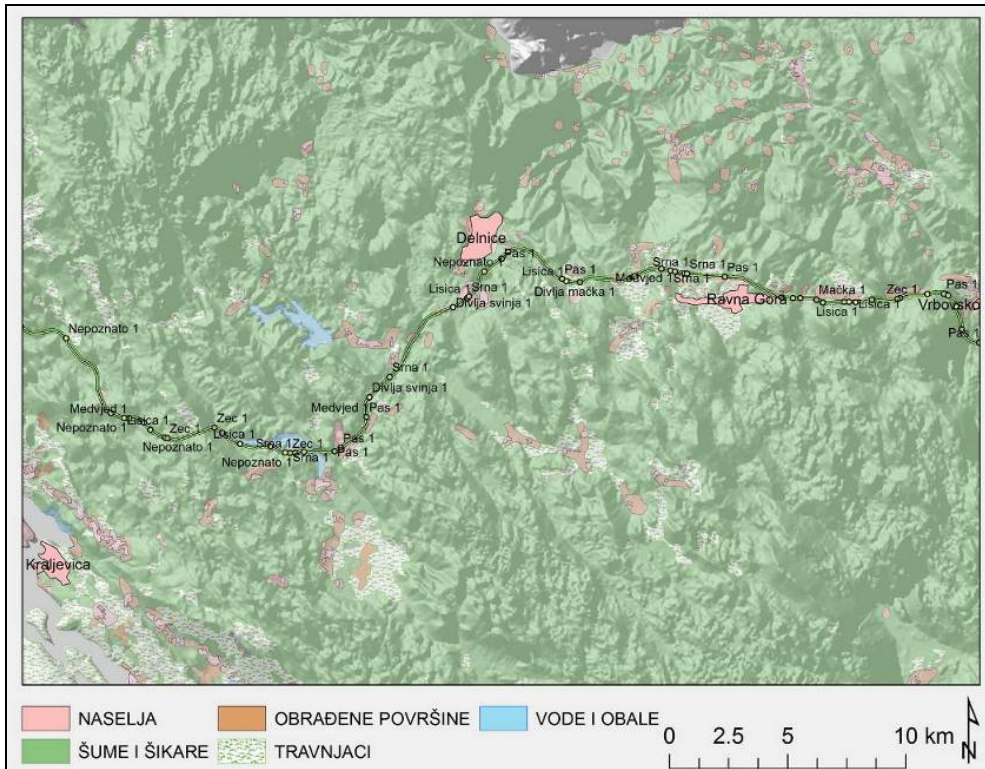 Delnice
Pas 1
Nepoznato 1
Srna 1
Srna 1
Lisica 1
Pas 1
Medvjed 1
Srna 1
Pas 1
Divlja mačka 1
Lisica 1
Srna 1
Divlja svinja 1
Ravna Gora
Mačka 1
Zec 1
Pas 1
Lisica 1
Lisica 1
Vrbovsko
Pas 1
Nepoznato 1
Srna 1
Divlja svinja 1
Medvjed 1
Pas 1
Medvjed 1
Lisica 1
Zec 1
Nepoznato 1
Zec 1
Lisica 1
Nepoznato 1
Srna 1
Zec 1
Pas 1
Nepoznato 1
Srna 1
Pas 1
Kraljevica
NASELJA
OBRAĐENE POVRŠINE
VODE I OBALE
ŠUME I ŠIKARE
TRAVNJACI
0 2.5 5 10 km
N